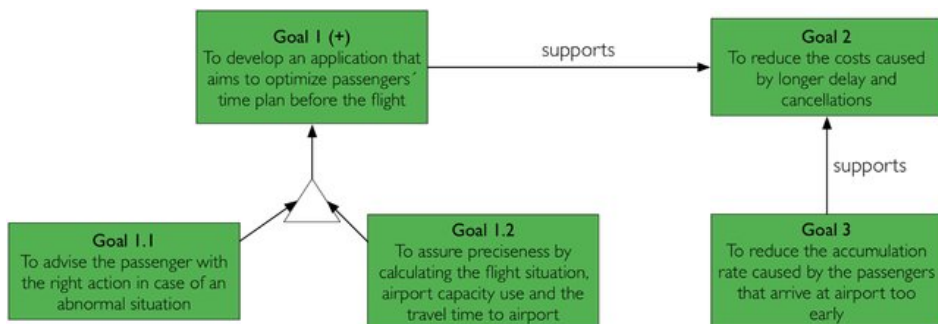 Goal 1 (+)
To develop an application that
aims to optimize passengers´
time plan before the flight
supports
Goal 2
To reduce the costs caused
by longer delay and
cancellations
supports
Goal 1.1
To advise the passenger with
the right action in case of an
abnormal situation
Goal 1.2
To assure preciseness by
calculating the flight situation,
airport capacity use and the
travel time to airport
Goal 3
To reduce the accumulation
rate caused by the passengers
that arrive at airport too
early